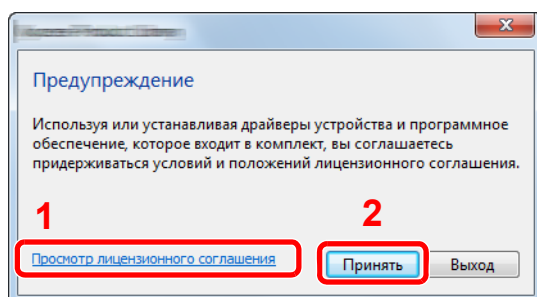 Предупреждение
Используя или устанавливая драйверы устройства и программное
обеспечение, которое входит в комплект, вы соглашаетесь
придерживаться условий и положений лицензионного соглашения.
1
2
Просмотр лицензионного соглашения
Принять
Выход